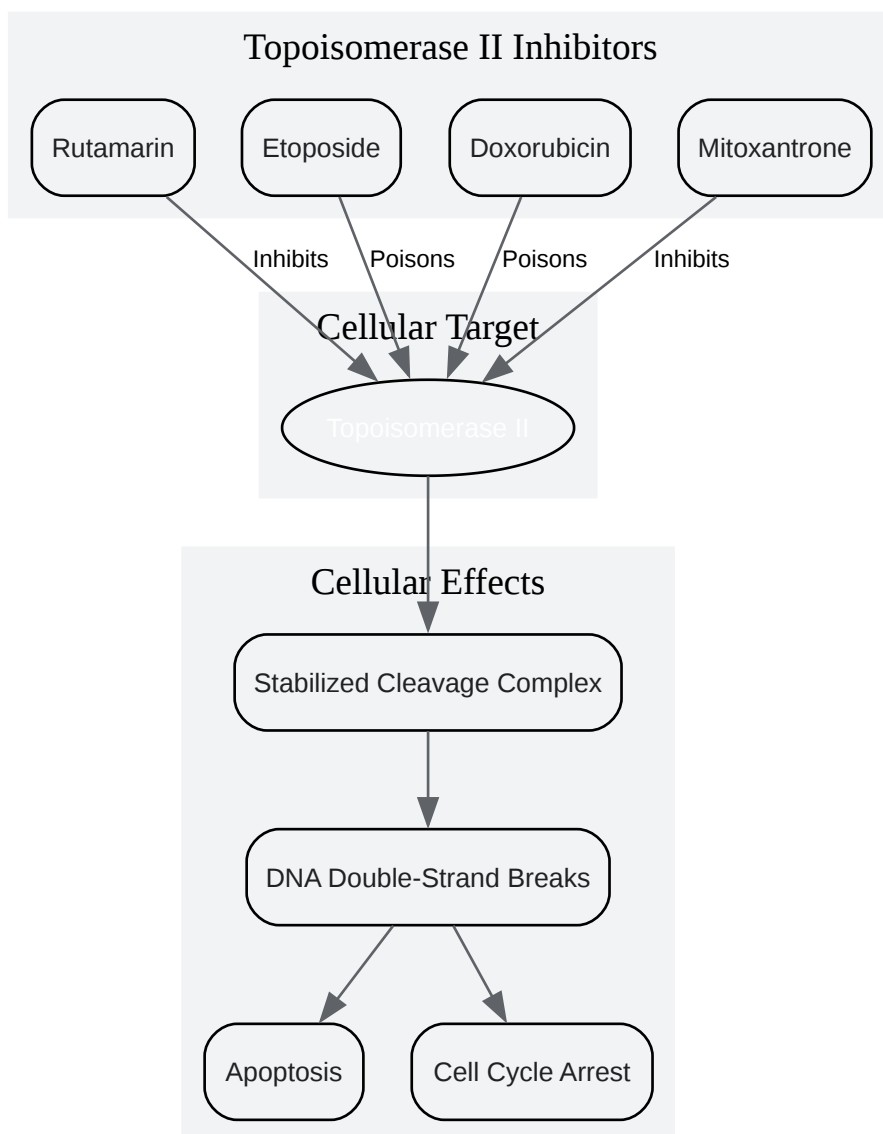 Topoisomerase II Inhibitors
Rutamarin
Etoposide
Doxorubicin
Mitoxantrone
Inhibits
Poisons
Poisons
Inhibits
Cellular Target
Topoisomerase II
Cellular Effects
Stabilized Cleavage Complex
DNA Double-Strand Breaks
Apoptosis
Cell Cycle Arrest